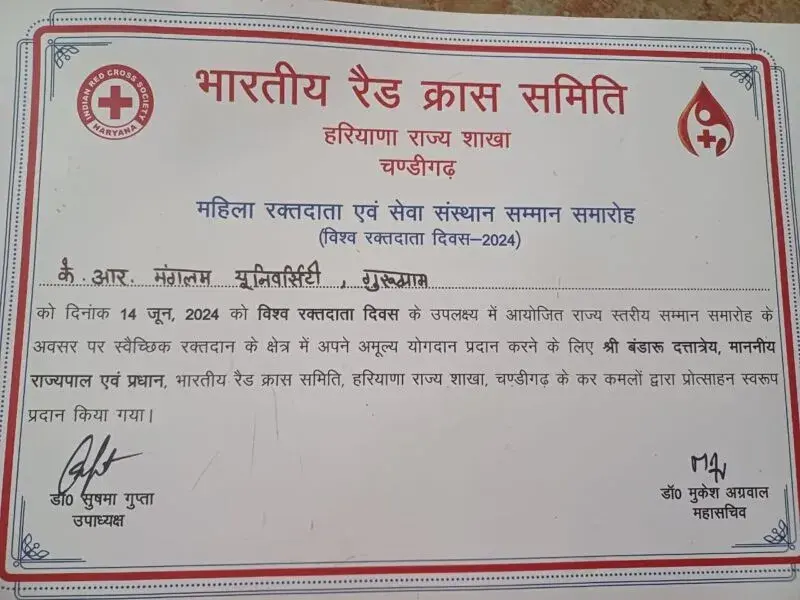 भारतीय रैड क्रास समिति
INDIAN RED CROSS SOCIETY
HARYANA
हरियाणा राज्य शाखा
चण्डीगढ़
महिला रक्तदाता एवं सेवा संस्थान सम्मान समारोह
(विश्व रक्तदाता दिवस–2024)
के. आर. मंगलम यूनिवर्सिटी , गुरूग्राम
को दिनांक 14 जून, 2024 को विश्व रक्तदाता दिवस के उपलक्ष्य में आयोजित राज्य स्तरीय सम्मान समारोह के
अवसर पर स्वैच्छिक रक्तदान के क्षेत्र में अपने अमूल्य योगदान प्रदान करने के लिए श्री बंडारू दत्तात्रेय, माननीय
राज्यपाल एवं प्रधान, भारतीय रैड क्रास समिति, हरियाणा राज्य शाखा, चण्डीगढ़ के कर कमलों द्वारा प्रोत्साहन स्वरूप
प्रदान किया गया।
डॉ0 सुषमा गुप्ता
उपाध्यक्ष
डॉ0 मुकेश अग्रवाल
महासचिव